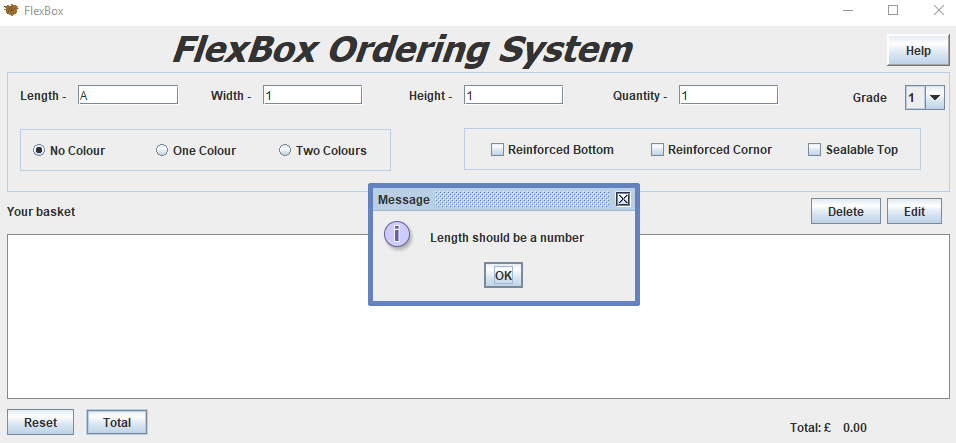 FlexBox
FlexBox Ordering System
Help
Length - A Width - 1 Height - 1 Quantity - 1 Grade 1
No Colour One Colour Two Colours Reinforced Bottom Reinforced Cornor Sealable Top
Your basket Delete Edit
Message
i Length should be a number
OK
Reset Total Total: £ 0.00